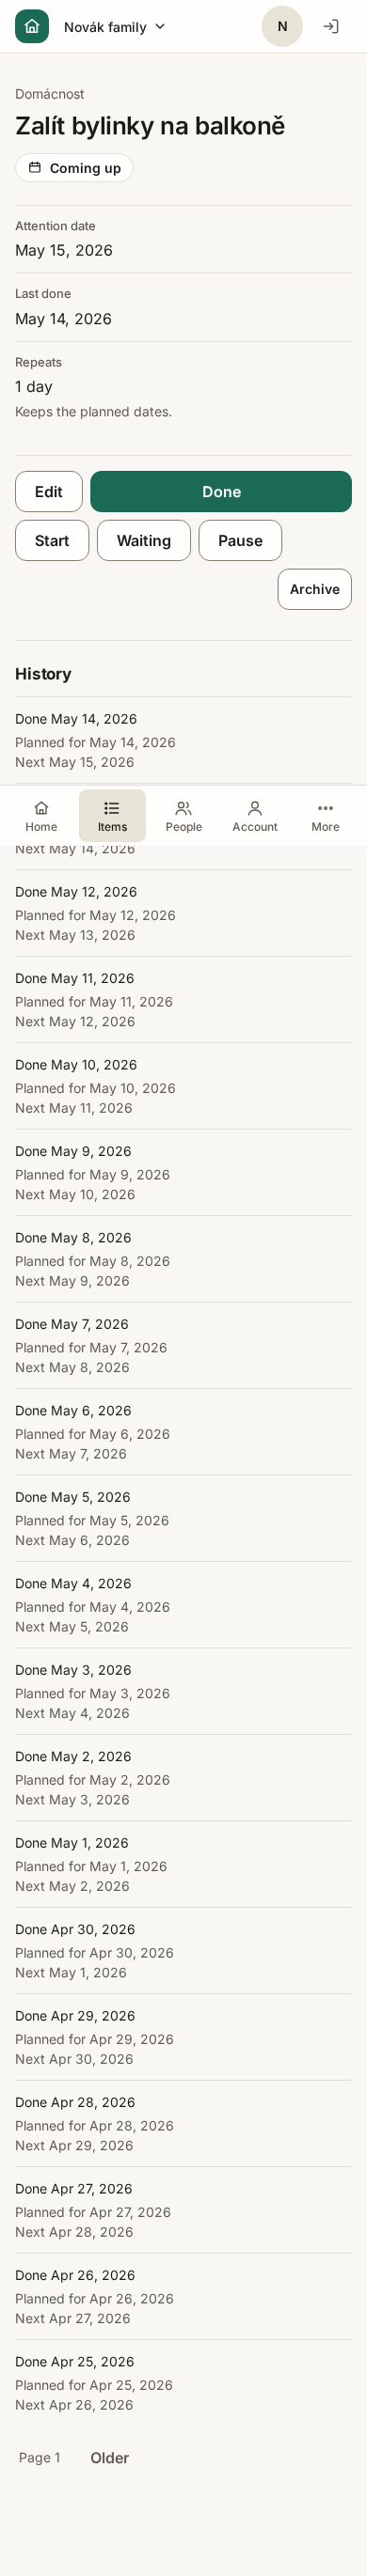 Novák family
N
Domácnost
Zalít bylinky na balkoně
Coming up
Attention date
May 15, 2026
Last done
May 14, 2026
Repeats
1 day
Keeps the planned dates.
Edit
Done
Start
Waiting
Pause
Archive
History
Done May 14, 2026
Planned for May 14, 2026
Next May 15, 2026
Home
Items
People
Account
More
Next May 14, 2026
Done May 12, 2026
Planned for May 12, 2026
Next May 13, 2026
Done May 11, 2026
Planned for May 11, 2026
Next May 12, 2026
Done May 10, 2026
Planned for May 10, 2026
Next May 11, 2026
Done May 9, 2026
Planned for May 9, 2026
Next May 10, 2026
Done May 8, 2026
Planned for May 8, 2026
Next May 9, 2026
Done May 7, 2026
Planned for May 7, 2026
Next May 8, 2026
Done May 6, 2026
Planned for May 6, 2026
Next May 7, 2026
Done May 5, 2026
Planned for May 5, 2026
Next May 6, 2026
Done May 4, 2026
Planned for May 4, 2026
Next May 5, 2026
Done May 3, 2026
Planned for May 3, 2026
Next May 4, 2026
Done May 2, 2026
Planned for May 2, 2026
Next May 3, 2026
Done May 1, 2026
Planned for May 1, 2026
Next May 2, 2026
Done Apr 30, 2026
Planned for Apr 30, 2026
Next May 1, 2026
Done Apr 29, 2026
Planned for Apr 29, 2026
Next Apr 30, 2026
Done Apr 28, 2026
Planned for Apr 28, 2026
Next Apr 29, 2026
Done Apr 27, 2026
Planned for Apr 27, 2026
Next Apr 28, 2026
Done Apr 26, 2026
Planned for Apr 26, 2026
Next Apr 27, 2026
Done Apr 25, 2026
Planned for Apr 25, 2026
Next Apr 26, 2026
Page 1
Older